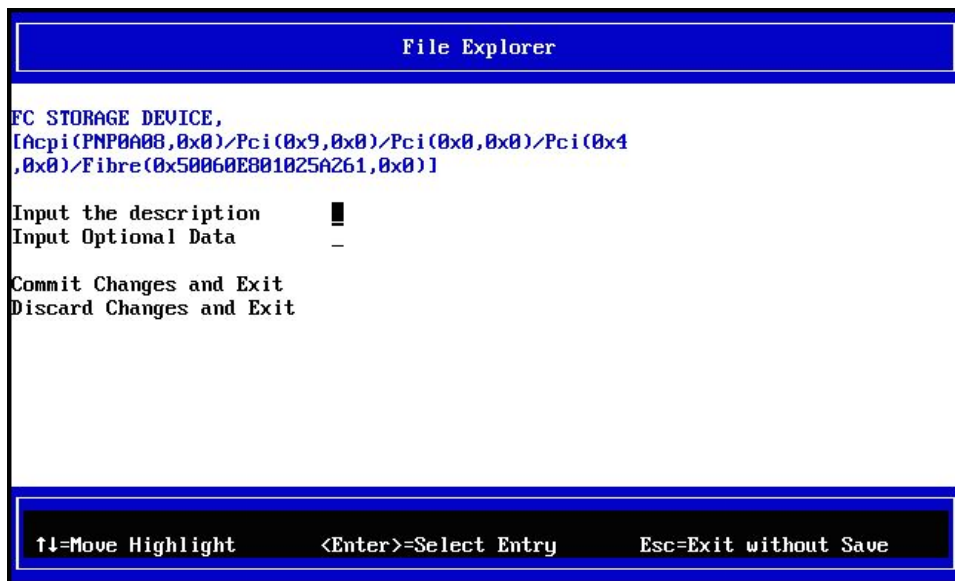 File Explorer
FC STORAGE DEVICE,
[Acpi(PNP0A08,0x0)/Pci(0x9,0x0)/Pci(0x0,0x0)/Pci(0x4
,0x0)/Fibre(0x50060E801025A261,0x0)]
Input the description
Input Optional Data _
Commit Changes and Exit
Discard Changes and Exit
↑↓=Move Highlight <Enter>=Select Entry Esc=Exit without Save